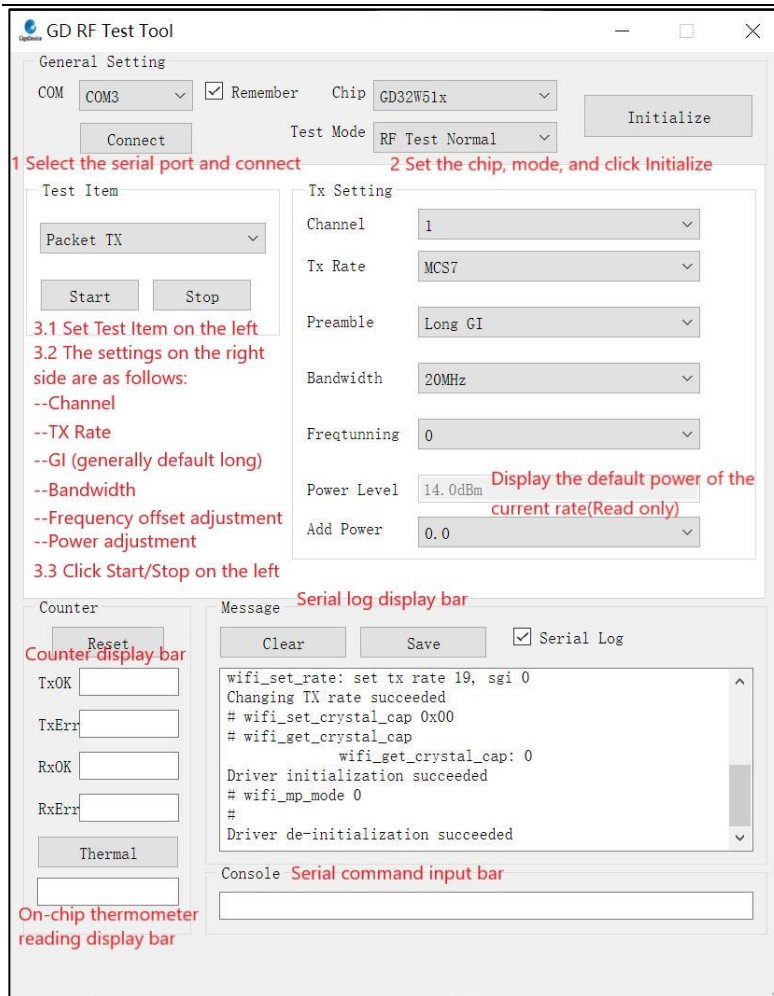 GD RF Test Tool
General Setting
COM COM3 Remember Chip GD32W51x Initialize
Connect Test Mode RF Test Normal
1 Select the serial port and connect 2 Set the chip, mode, and click Initialize
Test Item
Packet TX
Start Stop
3.1 Set Test Item on the left
3.2 The settings on the right
side are as follows:
--Channel
--TX Rate
--GI (generally default long)
--Bandwidth
--Frequency offset adjustment
--Power adjustment
3.3 Click Start/Stop on the left
Tx Setting
Channel 1
Tx Rate MCS7
Preamble Long GI
Bandwidth 20MHz
Freqtunning 0
Power Level 14.0dBm Display the default power of the
current rate(Read only)
Add Power 0.0
Counter
Reset
Counter display bar
TxOK
TxErr
RxOK
RxErr
Thermal
On-chip thermometer
reading display bar
Serial log display bar
Message
Clear Save Serial Log
wifi_set_rate: set tx rate 19, sgi 0
Changing TX rate succeeded
# wifi_set_crystal_cap 0x00
# wifi_get_crystal_cap
wifi_get_crystal_cap: 0
Driver initialization succeeded
# wifi_mp_mode 0
#
Driver de-initialization succeeded
Console Serial command input bar